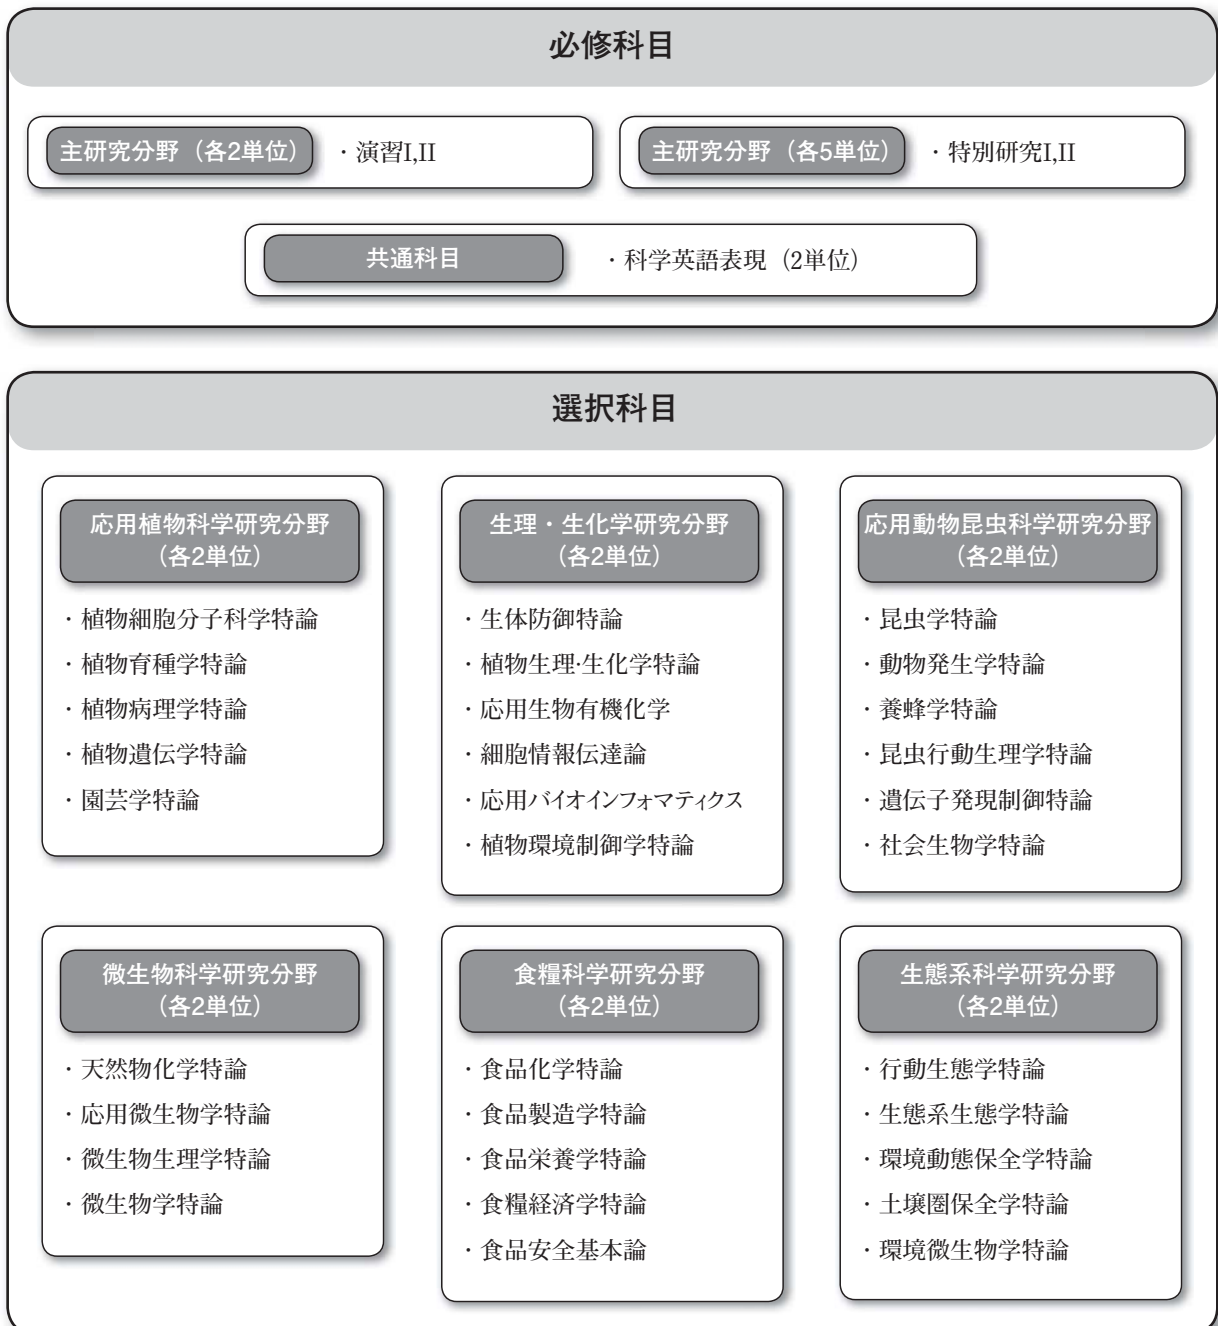 必修科目
主研究分野（各2単位）
・演習I,II
主研究分野（各5単位）
・特別研究I,II
共通科目
・科学英語表現（2単位）
選択科目
応用植物科学研究分野
（各2単位）
・植物細胞分子科学特論
・植物育種学特論
・植物病理学特論
・植物遺伝学特論
・園芸学特論
生理・生化学研究分野
（各2単位）
・生体防御特論
・植物生理·生化学特論
・応用生物有機化学
・細胞情報伝達論
・応用バイオインフォマティクス
・植物環境制御学特論
応用動物昆虫科学研究分野
（各2単位）
・昆虫学特論
・動物発生学特論
・養蜂学特論
・昆虫行動生理学特論
・遺伝子発現制御特論
・社会生物学特論
微生物科学研究分野
（各2単位）
・天然物化学特論
・応用微生物学特論
・微生物生理学特論
・微生物学特論
食糧科学研究分野
（各2単位）
・食品化学特論
・食品製造学特論
・食品栄養学特論
・食糧経済学特論
・食品安全基本論
生態系科学研究分野
（各2単位）
・行動生態学特論
・生態系生態学特論
・環境動態保全学特論
・土壌圏保全学特論
・環境微生物学特論